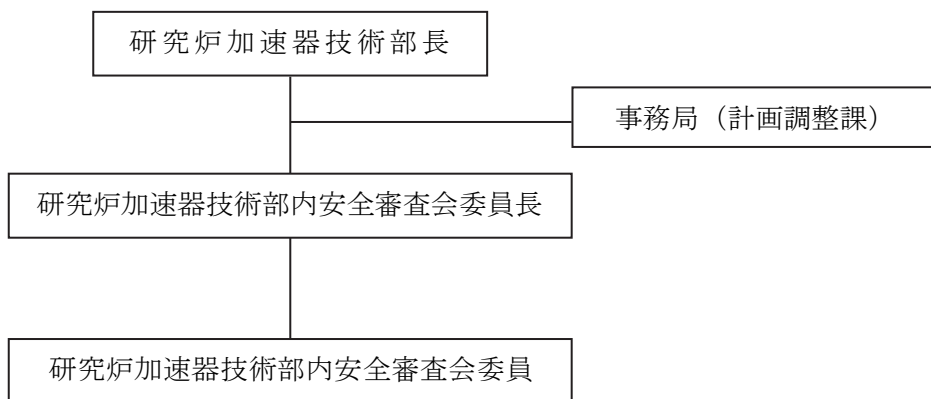 研究炉加速器技術部長
事務局（計画調整課）
研究炉加速器技術部内安全審査会委員長
研究炉加速器技術部内安全審査会委員